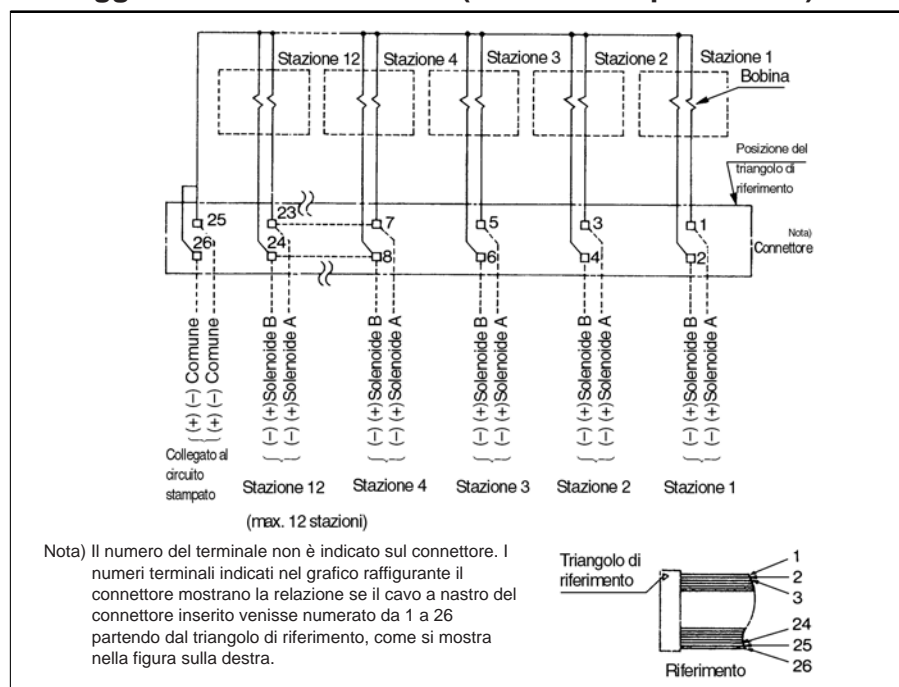 Stazione 12
Stazione 4
Stazione 3
Stazione 2
Stazione 1
Bobina
Posizione del
triangolo di
riferimento
25
23
7
5
3
1
Nota)
Connettore
26
24
8
6
4
2
(+) (−) Comune
(+) (−) Comune
(−) (+)Solenoide B
(−) (+)Solenoide A
(−) (+)Solenoide B
(−) (+)Solenoide A
(−) (+)Solenoide B
(−) (+)Solenoide A
(−) (+)Solenoide B
(−) (+)Solenoide A
(−) (+)Solenoide B
(−) (+)Solenoide A
Collegato al
circuito
stampato
Stazione 12
Stazione 4
Stazione 3
Stazione 2
Stazione 1
(max. 12 stazioni)
Nota) Il numero del terminale non è indicato sul connettore. I
numeri terminali indicati nel grafico raffigurante il
connettore mostrano la relazione se il cavo a nastro del
connettore inserito venisse numerato da 1 a 26
partendo dal triangolo di riferimento, come si mostra
nella figura sulla destra.
Triangolo di
riferimento
1
2
3
24
25
26
Riferimento